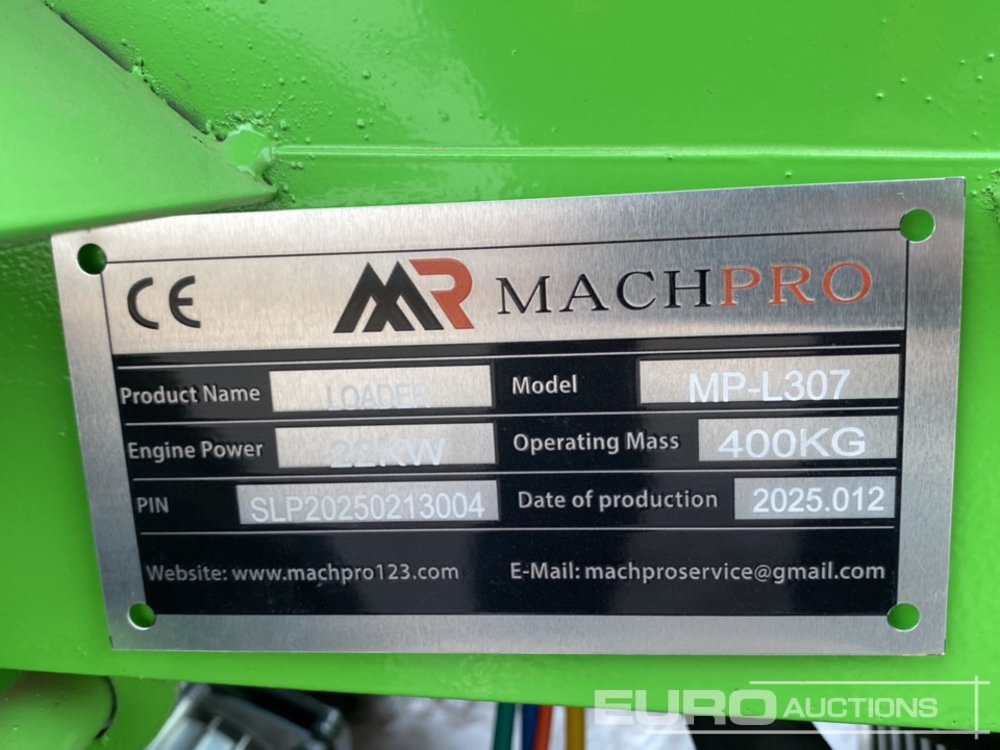 CE MR MACHPRO
Product Name LOADER Model MP-L307
Engine Power 22KW Operating Mass 400KG
PIN SLP20250213004 Date of production 2025.012
Website: www.machpro123.com E-Mail: machproservice@gmail.com
EURO AUCTIONS